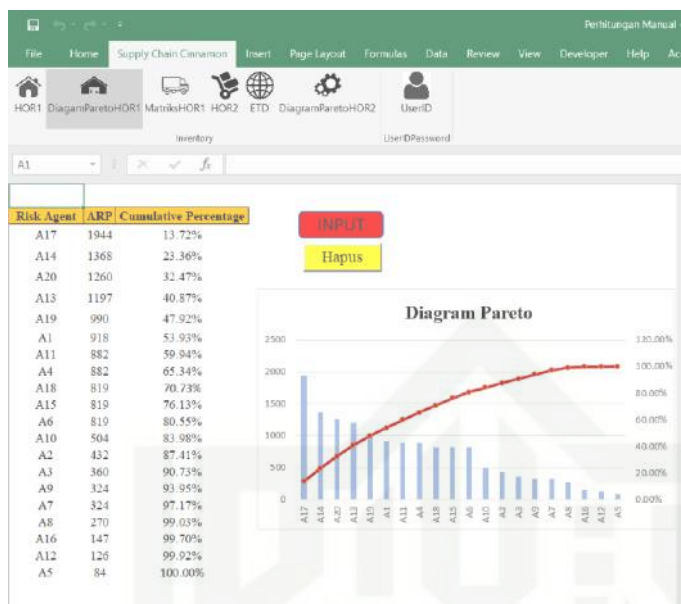 Perhitungan Manual -
File Home Supply Chain Cinnamon Insert Page Layout Formulas Data Review View Developer Help Ac
HOR1 DiagamParetoHOR1 MatriksHOR1 HOR2 ETD DiagramParetoHOR2 UserID
Inventory UserIDPassword
A1 fx
Risk Agent ARP Cumulative Percentage
A17 1944 13.72%
A14 1368 23.36%
A20 1260 32.47%
A13 1197 40.87%
A19 990 47.92%
A1 918 53.93%
A11 882 59.94%
A4 882 65.34%
A18 819 70.73%
A15 819 76.13%
A6 819 80.55%
A10 504 83.98%
A2 432 87.41%
A3 360 90.73%
A9 324 93.95%
A7 324 97.17%
A8 270 99.03%
A16 147 99.70%
A12 126 99.92%
A5 84 100.00%
INPUT
Hapus
Diagram Pareto
2500 120.00%
2000 100.00%
1500 80.00%
1000 60.00%
500 40.00%
0 20.00%
0.00%
A17 A14 A20 A13 A19 A1 A11 A4 A18 A15 A6 A10 A2 A3 A9 A7 A8 A16 A12 A5